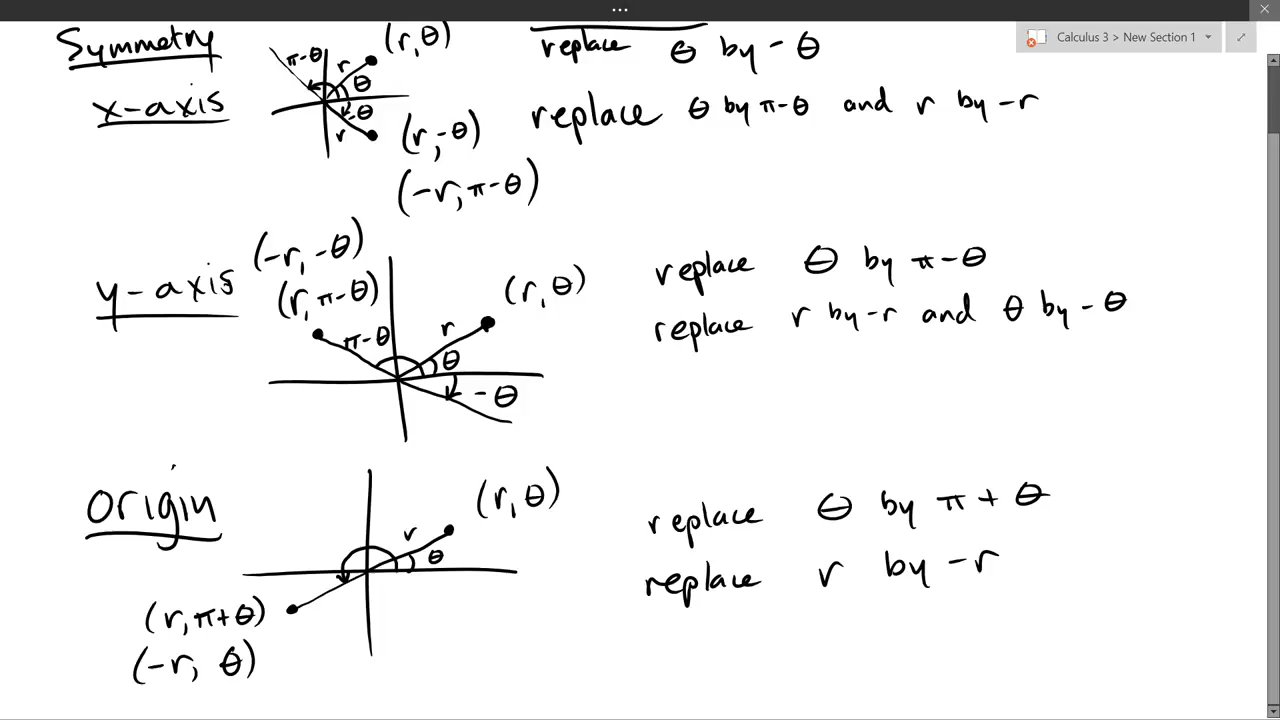 Symmetry
(r, θ)
replace θ by -θ
π-θ
r
θ
x-axis
replace θ by π-θ and r by -r
-θ
r
(r, -θ)
(-r, π-θ)
(-r, -θ)
y-axis
(r, π-θ)
(r, θ)
replace θ by π-θ
replace r by -r and θ by -θ
π-θ
r
θ
-θ
origin
(r, θ)
replace θ by π+θ
r
θ
replace r by -r
(r, π+θ)
(-r, θ)
Calculus 3 > New Section 1